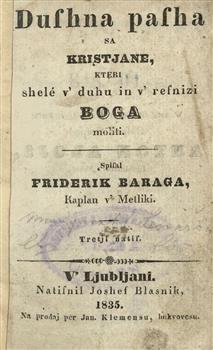 Dushna pasha
SA
KRISTJANE,
KTERI
shelé v' duhu in v' resnizi
BOGA
moliti.
Spisal
FRIDERIK BARAGA,
Kaplan v' Metliki.
Tretji natis.
V' Ljubljani.
Natisnil Joshef Blasnik,
1835.
Na prodaj per Jan. Klemensu, bukvovesu.